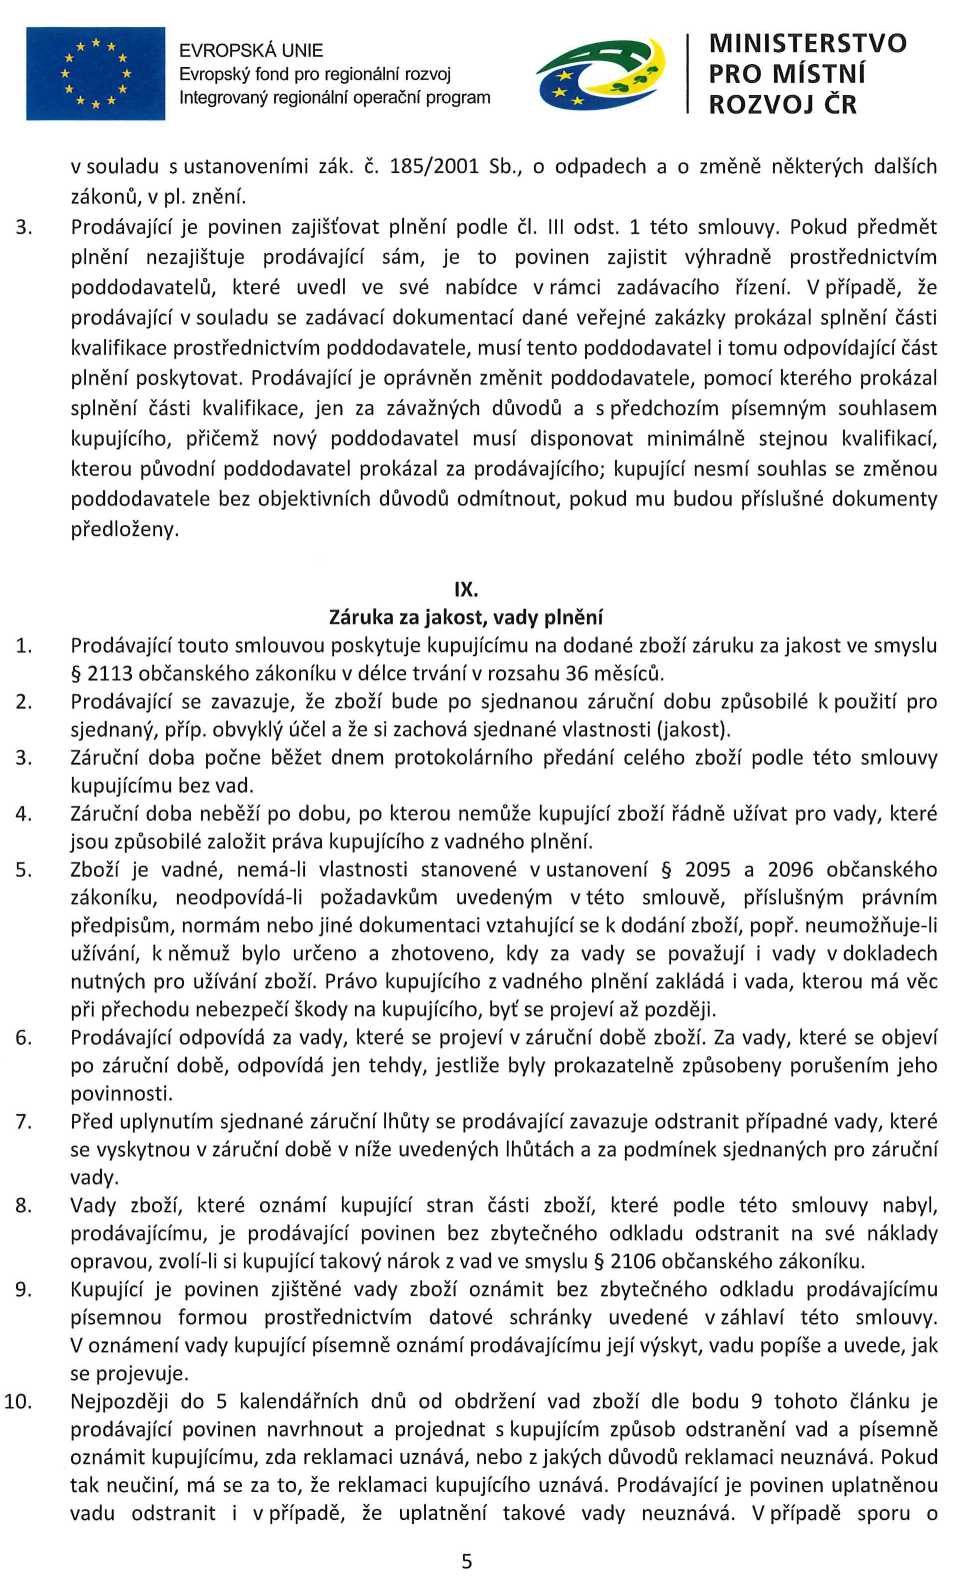 EVROPSKÁ UNIE
Evropský fond pro regionální rozvoj
Integrovaný regionální operační program
MINISTERSTVO
PRO MÍSTNÍ
ROZVOJ ČR
v souladu s ustanoveními zák. č. 185/2001 Sb., o odpadech a o změně některých dalších
zákonů, v pl. znění.
3. Prodávající je povinen zajišťovat plnění podle čl. III odst. 1 této smlouvy. Pokud předmět
plnění nezajištuje prodávající sám, je to povinen zajistit výhradně prostřednictvím
poddodavatelů, které uvedl ve své nabídce v rámci zadávacího řízení. V případě, že
prodávající v souladu se zadávací dokumentací dané veřejné zakázky prokázal splnění části
kvalifikace prostřednictvím poddodavatele, musí tento poddodavatel i tomu odpovídající část
plnění poskytovat. Prodávající je oprávněn změnit poddodavatele, pomocí kterého prokázal
splnění části kvalifikace, jen za závažných důvodů a s předchozím písemným souhlasem
kupujícího, přičemž nový poddodavatel musí disponovat minimálně stejnou kvalifikací,
kterou původní poddodavatel prokázal za prodávajícího; kupující nesmí souhlas se změnou
poddodavatele bez objektivních důvodů odmítnout, pokud mu budou příslušné dokumenty
předloženy.
IX.
Záruka za jakost, vady plnění
1. Prodávající touto smlouvou poskytuje kupujícímu na dodané zboží záruku za jakost ve smyslu
§ 2113 občanského zákoníku v délce trvání v rozsahu 36 měsíců.
2. Prodávající se zavazuje, že zboží bude po sjednanou záruční dobu způsobilé k použití pro
sjednaný, příp. obvyklý účel a že si zachová sjednané vlastnosti (jakost).
3. Záruční doba počne běžet dnem protokolárního předání celého zboží podle této smlouvy
kupujícímu bez vad.
4. Záruční doba neběží po dobu, po kterou nemůže kupující zboží řádně užívat pro vady, které
jsou způsobilé založit práva kupujícího z vadného plnění.
5. Zboží je vadné, nemá-li vlastnosti stanovené v ustanovení § 2095 a 2096 občanského
zákoníku, neodpovídá-li požadavkům uvedeným v této smlouvě, příslušným právním
předpisům, normám nebo jiné dokumentaci vztahující se k dodání zboží, popř. neumožňuje-li
užívání, k němuž bylo určeno a zhotoveno, kdy za vady se považují i vady v dokladech
nutných pro užívání zboží. Právo kupujícího z vadného plnění zakládá i vada, kterou má věc
při přechodu nebezpečí škody na kupujícího, byť se projeví až později.
6. Prodávající odpovídá za vady, které se projeví v záruční době zboží. Za vady, které se objeví
po záruční době, odpovídá jen tehdy, jestliže byly prokazatelně způsobeny porušením jeho
povinnosti.
7. Před uplynutím sjednané záruční lhůty se prodávající zavazuje odstranit případné vady, které
se vyskytnou v záruční době v níže uvedených lhůtách a za podmínek sjednaných pro záruční
vady.
8. Vady zboží, které oznámí kupující stran části zboží, které podle této smlouvy nabyl,
prodávajícímu, je prodávající povinen bez zbytečného odkladu odstranit na své náklady
opravou, zvolí-li si kupující takový nárok z vad ve smyslu § 2106 občanského zákoníku.
9. Kupující je povinen zjištěné vady zboží oznámit bez zbytečného odkladu prodávajícímu
písemnou formou prostřednictvím datové schránky uvedené v záhlaví této smlouvy.
V oznámení vady kupující písemně oznámí prodávajícímu její výskyt, vadu popíše a uvede, jak
se projevuje.
10. Nejpozději do 5 kalendářních dnů od obdržení vad zboží dle bodu 9 tohoto článku je
prodávající povinen navrhnout a projednat s kupujícím způsob odstranění vad a písemně
oznámit kupujícímu, zda reklamaci uznává, nebo z jakých důvodů reklamaci neuznává. Pokud
tak neučiní, má se za to, že reklamaci kupujícího uznává. Prodávající je povinen uplatněnou
vadu odstranit i v případě, že uplatnění takové vady neuznává. V případě sporu o
5